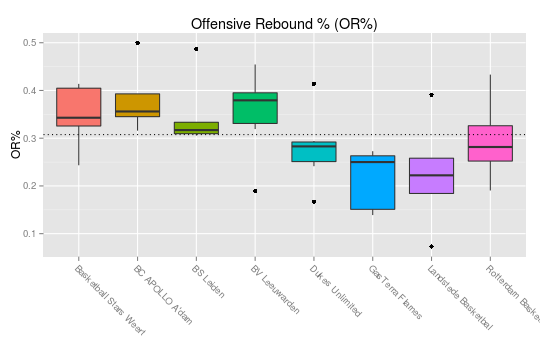 Offensive Rebound % (OR%)
OR%
0.5
0.4
0.3
0.2
0.1
Basketball Stars Weert
BC APOLLO A'dam
BS Leiden
BV Leeuwarden
Dukes Unlimited
GasTerra Flames
Landstede Basketbal
Rotterdam Baske